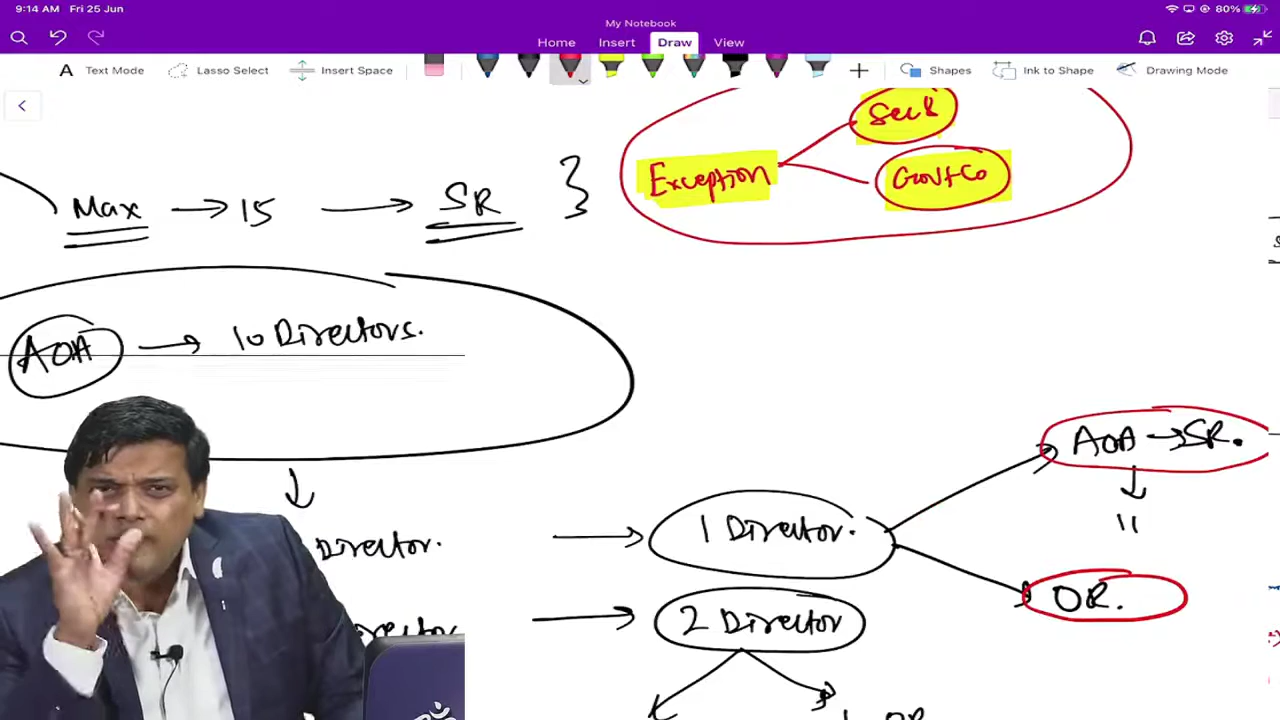 9:14 AM Fri 25 Jun
80%
My Notebook
Home Insert Draw View
A Text Mode Lasso Select Insert Space Shapes Ink to Shape Drawing Mode
Sec 8
Exception
Govt Co
Max → 15 → SR }
AOA → 10 Directors.
AOA → SR.
11
Director. → 1 Director.
OR.
→ 2 Director